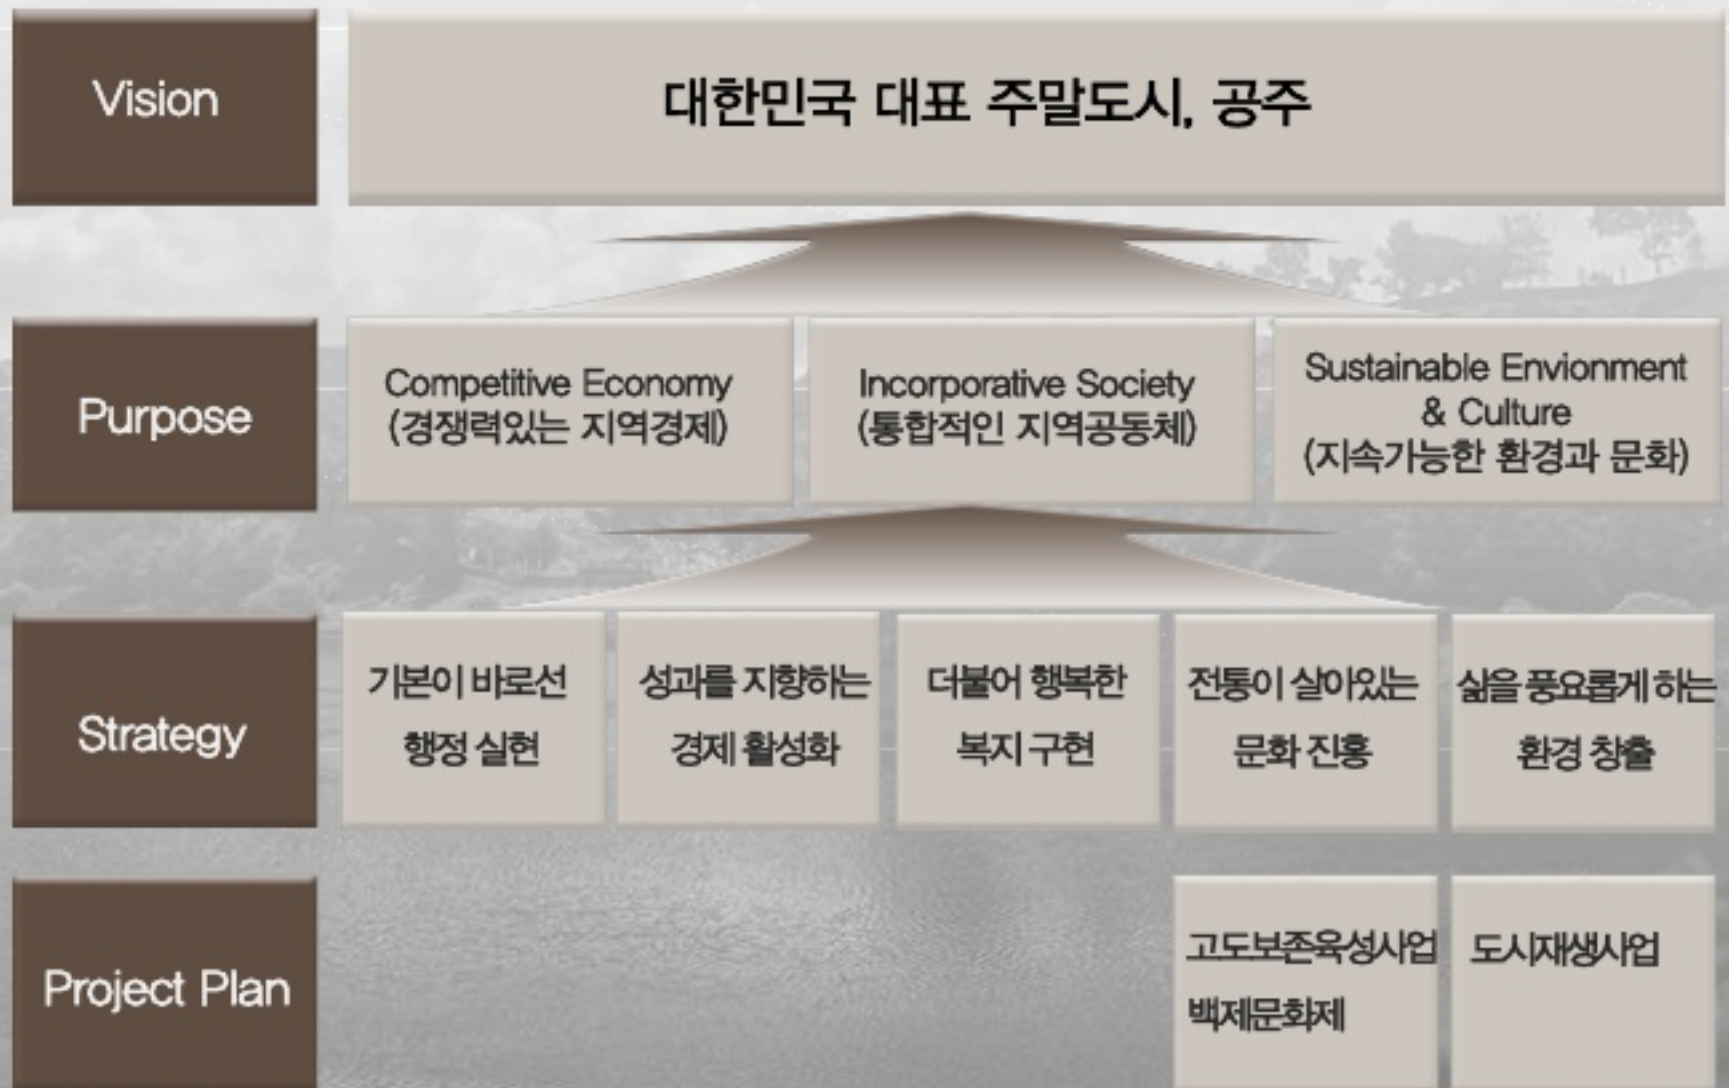 Vision
대한민국 대표 주말도시, 공주
Purpose
Competitive Economy
(경쟁력있는 지역경제)
Incorporative Society
(통합적인 지역공동체)
Sustainable Envionment
& Culture
(지속가능한 환경과 문화)
Strategy
기본이 바로선
행정 실현
성과를 지향하는
경제 활성화
더불어 행복한
복지 구현
전통이 살아있는
문화 진흥
삶을 풍요롭게 하는
환경 창출
Project Plan
고도보존육성사업
백제문화제
도시재생사업